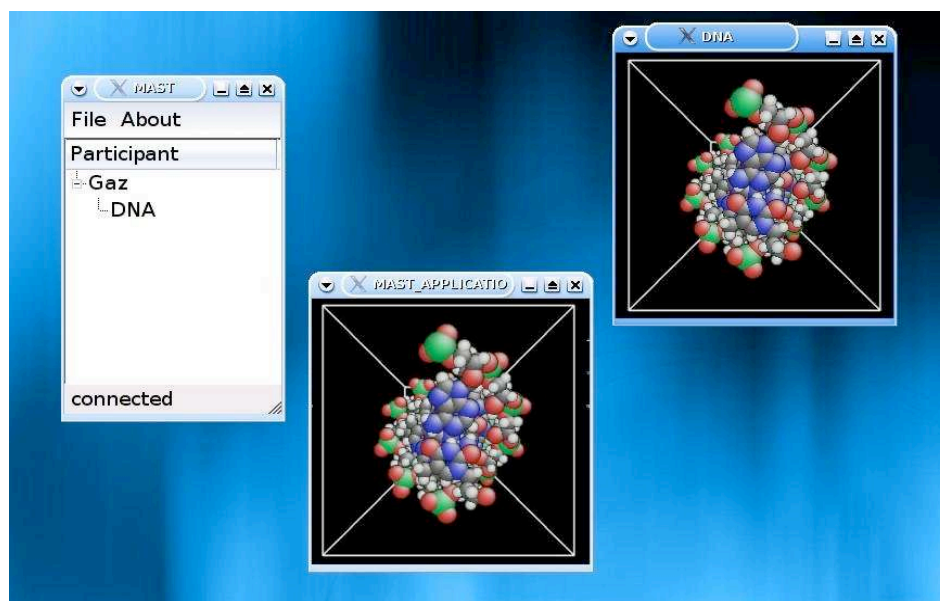 MAST
File About
Participant
Gaz
DNA
connected
MAST_APPLICATIO
DNA